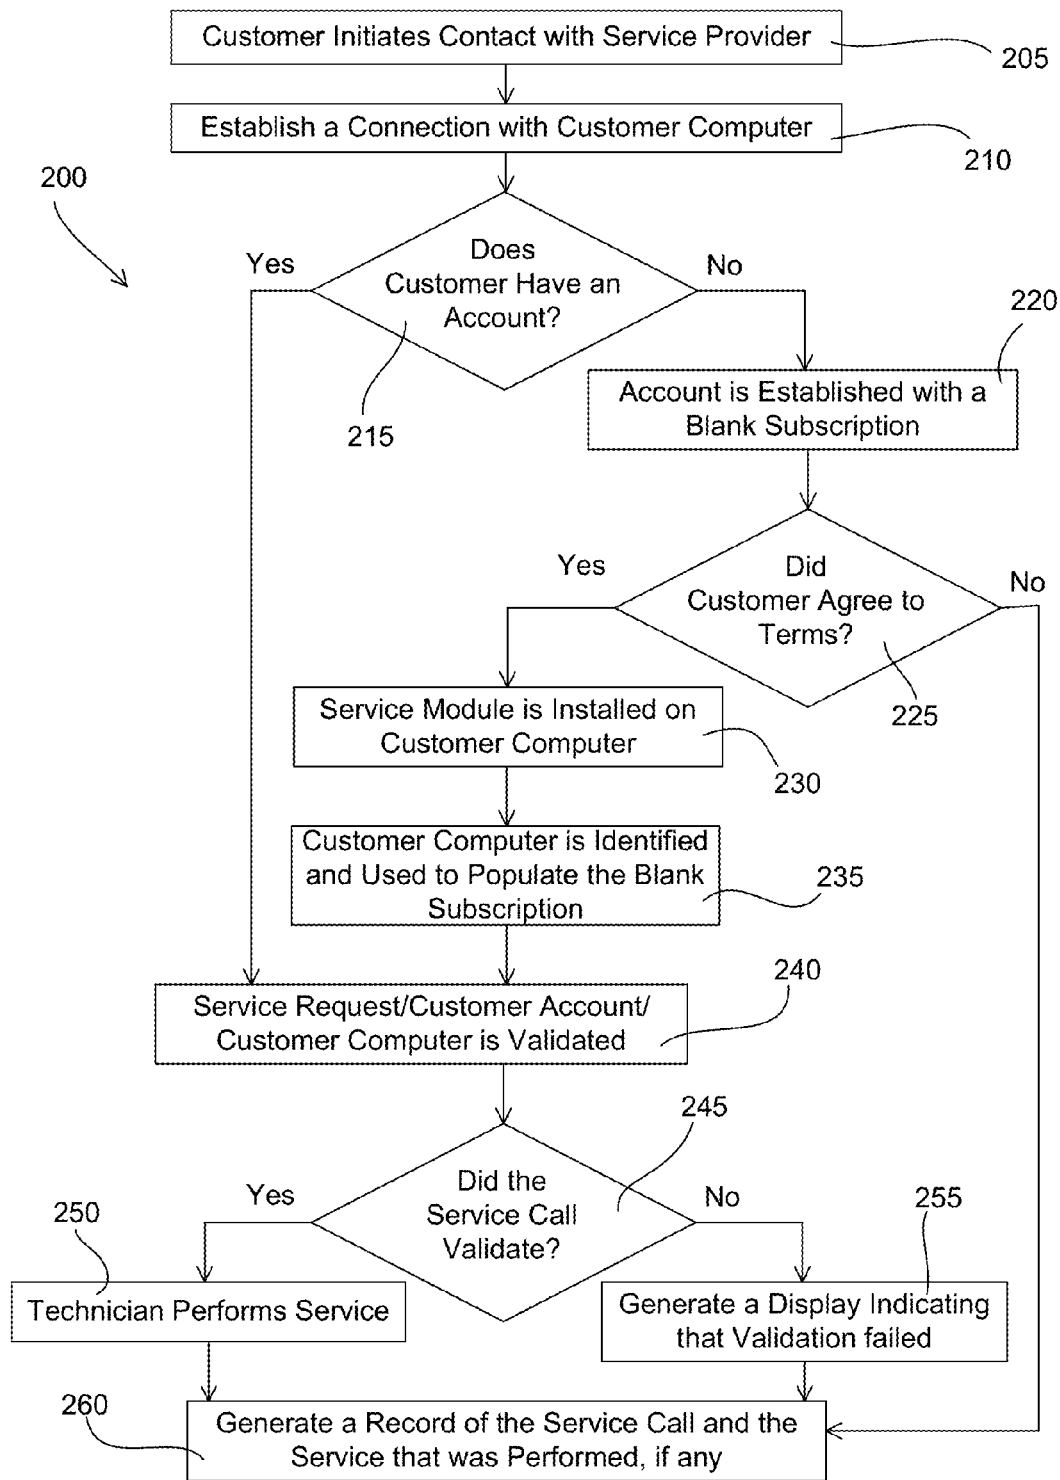 Customer Initiates Contact with Service Provider
205
Establish a Connection with Customer Computer
210
200
Does
Customer Have an
Account?
Yes
No
215
220
Account is Established with a
Blank Subscription
Did
Customer Agree to
Terms?
Yes
No
225
Service Module is Installed on
Customer Computer
230
Customer Computer is Identified
and Used to Populate the Blank
Subscription
235
240
Service Request/Customer Account/
Customer Computer is Validated
245
Did the
Service Call
Validate?
Yes
No
250
255
Technician Performs Service
Generate a Display Indicating
that Validation failed
260
Generate a Record of the Service Call and the
Service that was Performed, if any